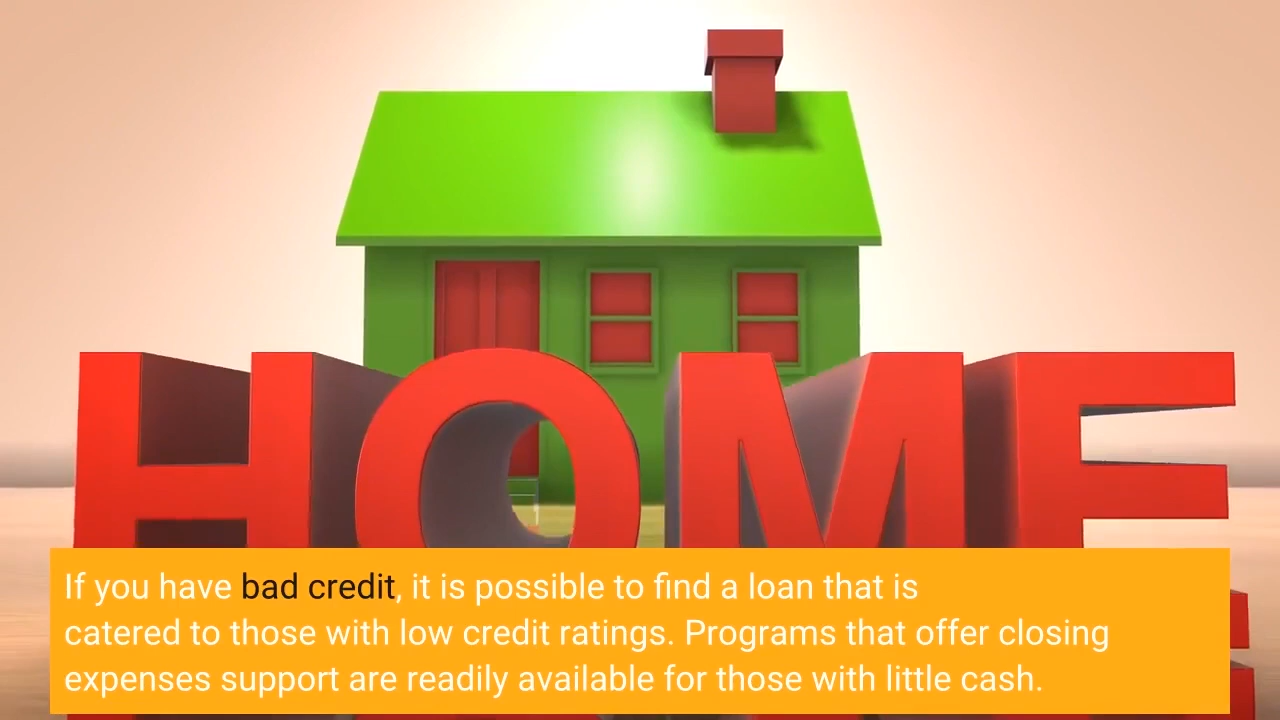 HOME
If you have bad credit, it is possible to find a loan that is
catered to those with low credit ratings. Programs that offer closing
expenses support are readily available for those with little cash.